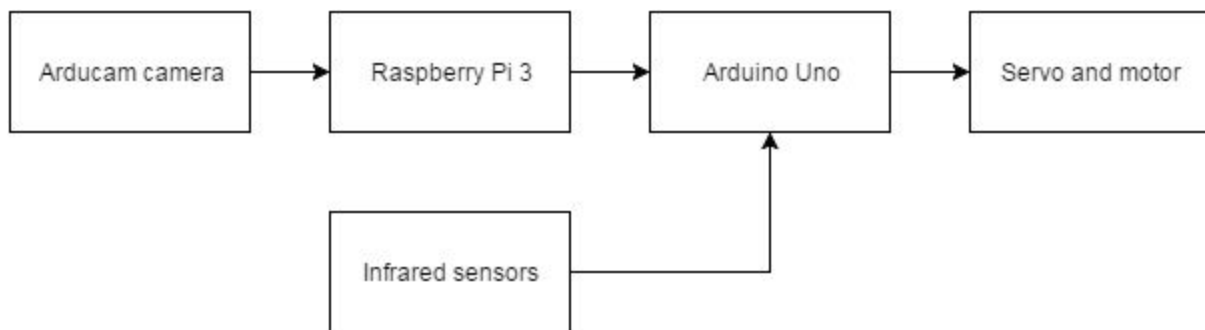 Arducam camera
Raspberry Pi 3
Arduino Uno
Servo and motor
Infrared sensors